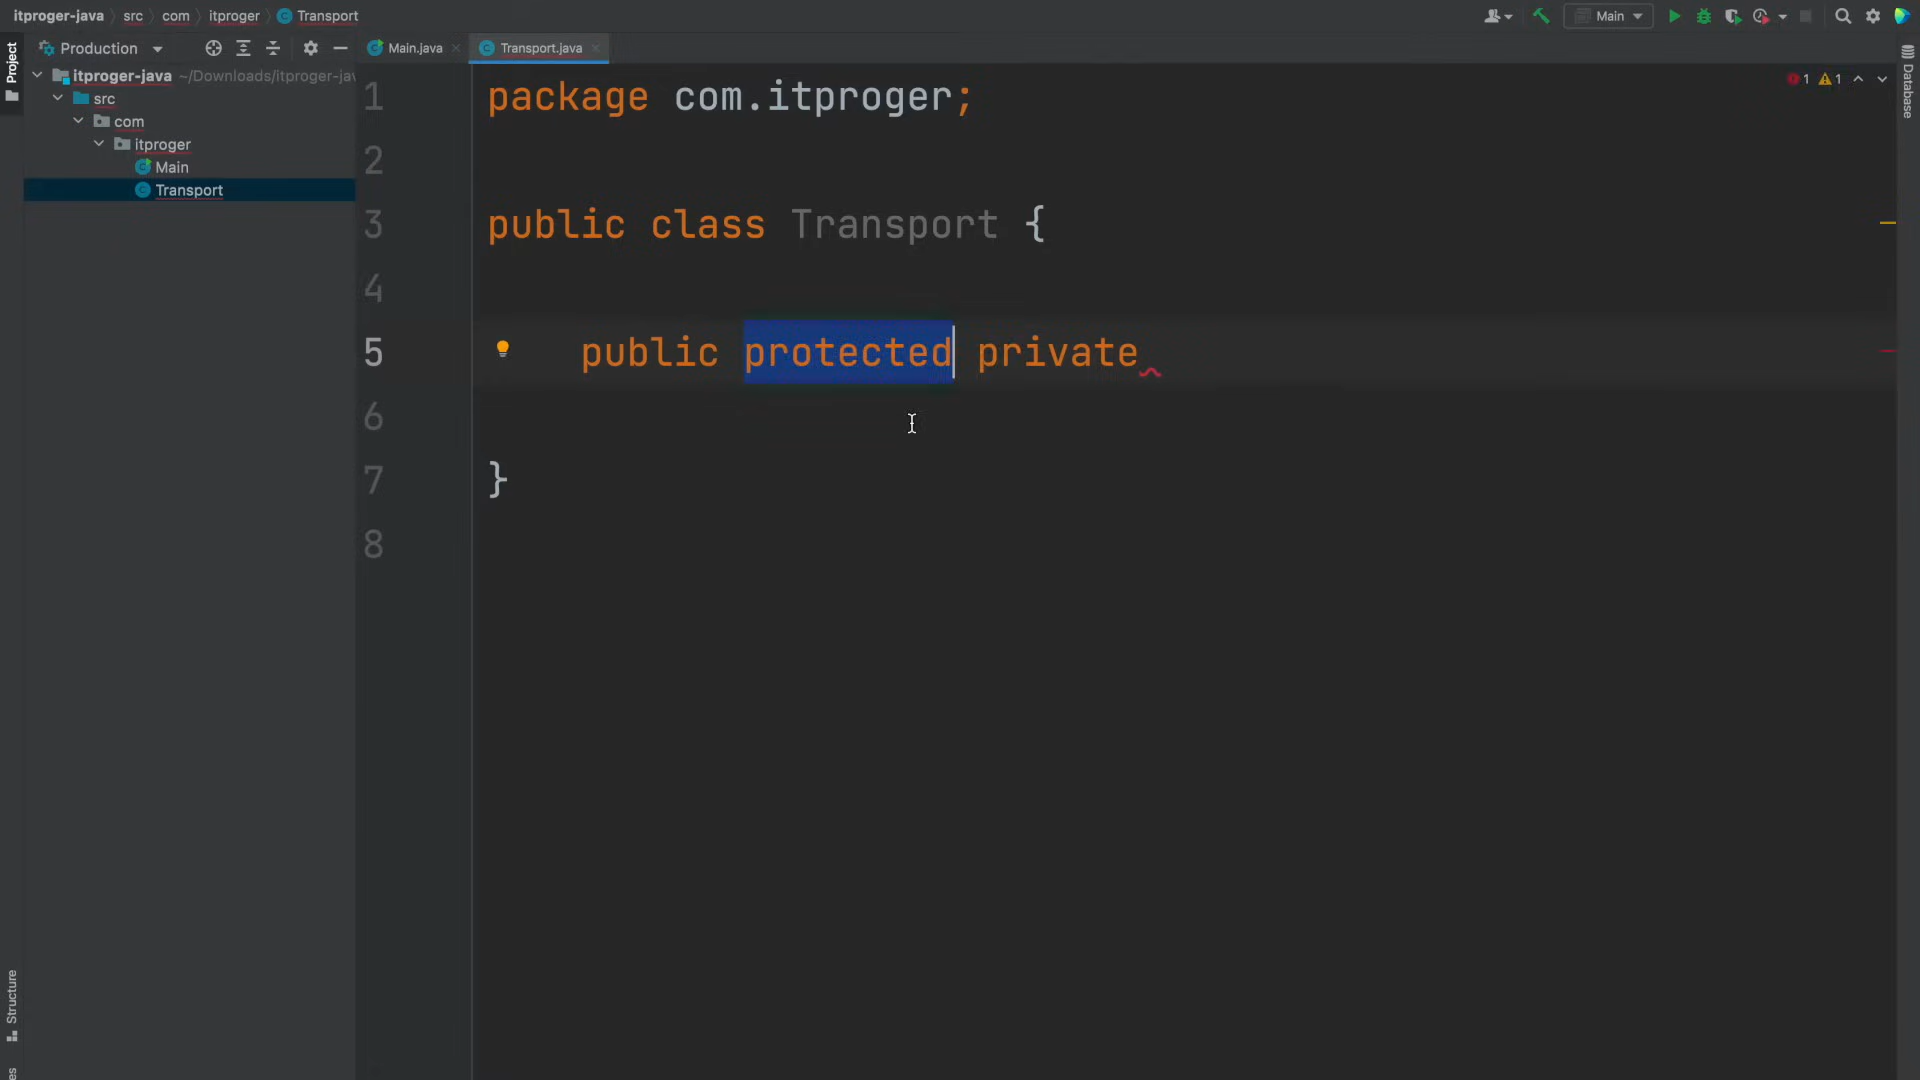 itproger-java src com itproger Transport
Main
Project
Production
Main.java
Transport.java
itproger-java ~/Downloads/itproger-jav
src
com
itproger
Main
Transport
1 package com.itproger;
2
3 public class Transport {
4
5 public protected private
6
7 }
8
1 1
Database
Structure
es